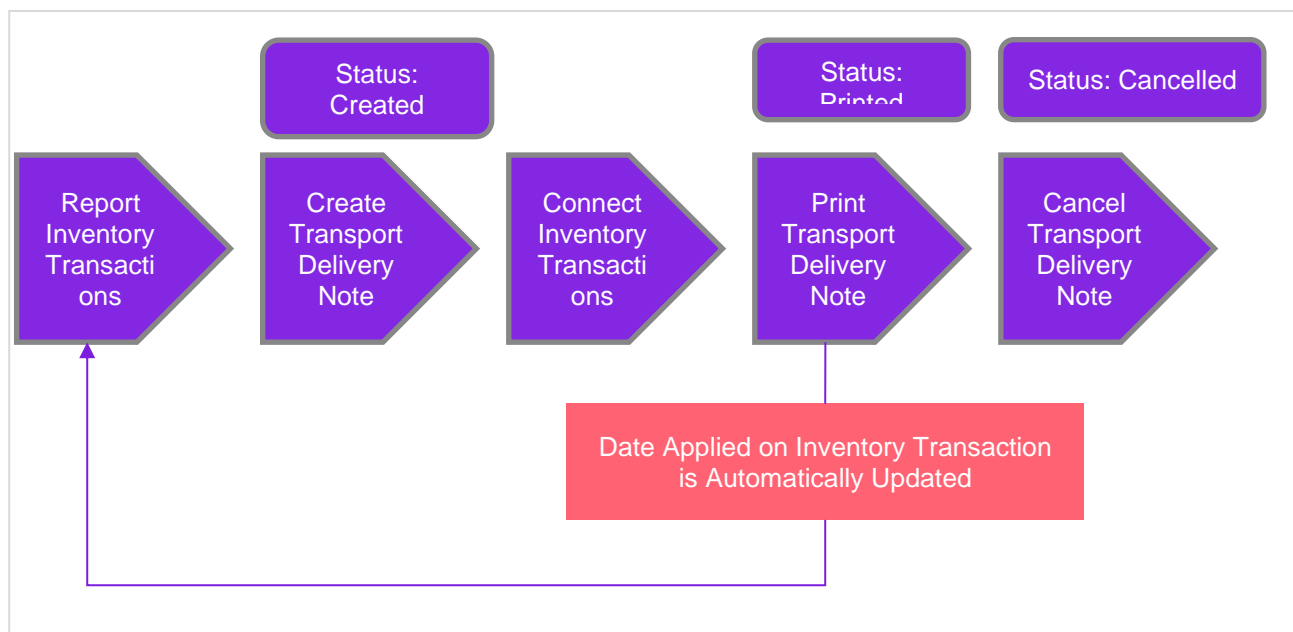 Status:
Created
Status:
Printed
Status: Cancelled
Report
Inventory
Transacti
ons
Create
Transport
Delivery
Note
Connect
Inventory
Transacti
ons
Print
Transport
Delivery
Note
Cancel
Transport
Delivery
Note
Date Applied on Inventory Transaction
is Automatically Updated